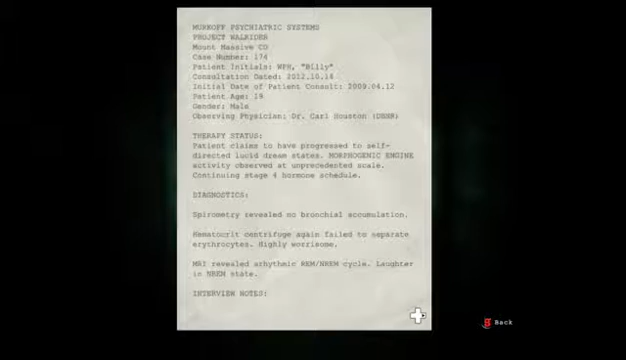 MURKOFF PSYCHIATRIC SYSTEMS
PROJECT WALRIDER
Mount Massive CO
Case Number: 174
Patient Initials: WPH, "Billy"
Consultation Dated: 2012.10.14
Initial Date of Patient Consult: 2009.04.12
Patient Age: 19
Gender: Male
Observing Physician: Dr. Carl Houston
THERAPY STATUS:
Patient claims to have progressed to self-
directed lucid dream states. MORPHOGENIC ENGINE
activity observed at unprecedented scale.
Continuing stage 4 hormone schedule.
DIAGNOSTICS:
Spirometry revealed no bronchial accumulation.
Hematocrit centrifuge again failed to separate
erythrocytes. Highly worrisome.
MRI revealed arhythmic REM/NREM cycle. Laughter
in NREM state.
INTERVIEW NOTES:
Back